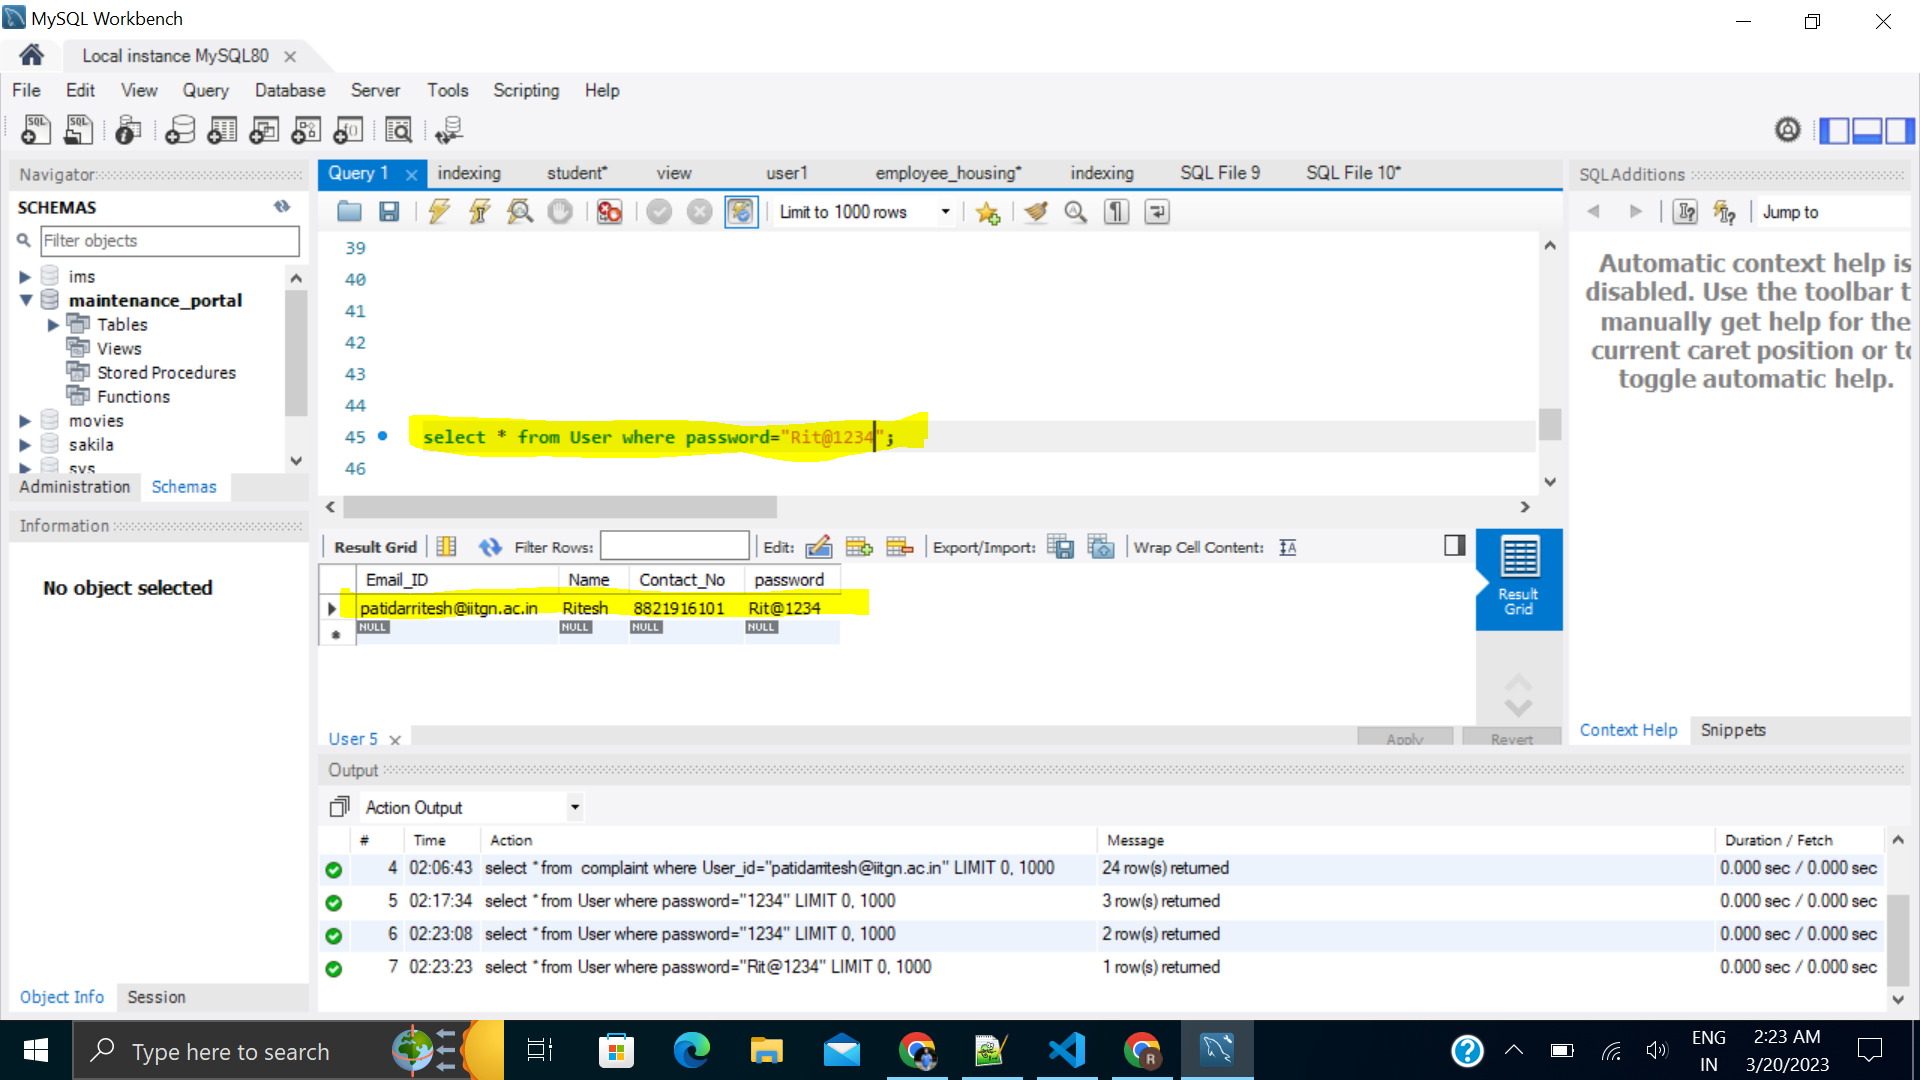 MySQL Workbench
Local instance MySQL80
File Edit View Query Database Server Tools Scripting Help
Navigator
SCHEMAS
Filter objects
ims
maintenance_portal
Tables
Views
Stored Procedures
Functions
movies
sakila
sys
Administration Schemas
Information
No object selected
Object Info Session
Query 1 indexing student* view user1 employee_housing* indexing SQL File 9 SQL File 10*
Limit to 1000 rows
39
40
41
42
43
44
45 select * from User where password="Rit@1234";
46
Result Grid Filter Rows: Edit: Export/Import: Wrap Cell Content:
Email_ID Name Contact_No password
patidarritesh@iitgn.ac.in Ritesh 8821916101 Rit@1234
NULL NULL NULL NULL
Result
Grid
User 5 Apply Revert
SQLAdditions
Jump to
Automatic context help is
disabled. Use the toolbar t
manually get help for the
current caret position or to
toggle automatic help.
Context Help Snippets
Output
Action Output
# Time Action Message Duration / Fetch
4 02:06:43 select * from complaint where User_id="patidarritesh@iitgn.ac.in" LIMIT 0, 1000 24 row(s) returned 0.000 sec / 0.000 sec
5 02:17:34 select * from User where password="1234" LIMIT 0, 1000 3 row(s) returned 0.000 sec / 0.000 sec
6 02:23:08 select * from User where password="1234" LIMIT 0, 1000 2 row(s) returned 0.000 sec / 0.000 sec
7 02:23:23 select * from User where password="Rit@1234" LIMIT 0, 1000 1 row(s) returned 0.000 sec / 0.000 sec
Type here to search
R
ENG
IN
2:23 AM
3/20/2023